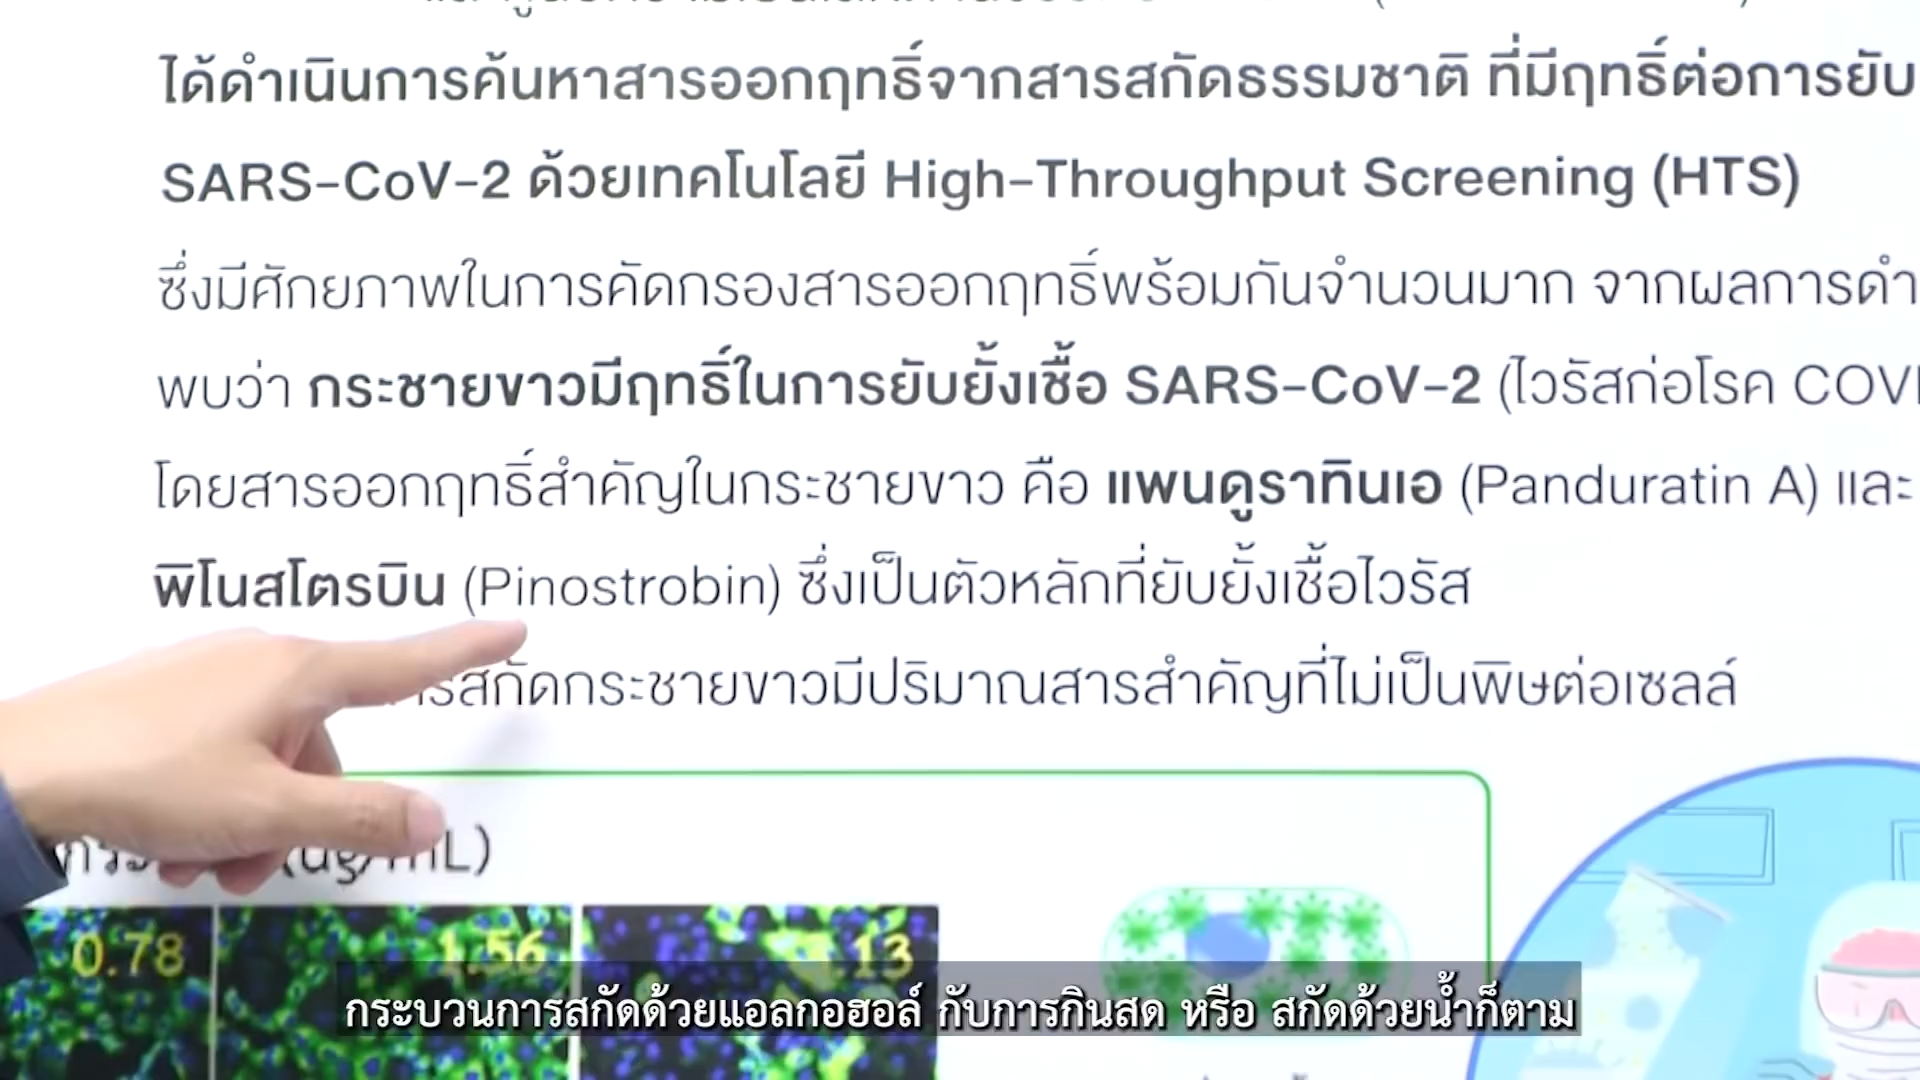 ได้ดำเนินการค้นหาสารออกฤทธิ์จากสารสกัดธรรมชาติ ที่มีฤทธิ์ต่อการยับ
SARS-CoV-2 ด้วยเทคโนโลยี High-Throughput Screening (HTS)
ซึ่งมีศักยภาพในการคัดกรองสารออกฤทธิ์พร้อมกันจำนวนมาก จากผลการดำ
พบว่า กระชายขาวมีฤทธิ์ในการยับยั้งเชื้อ SARS-CoV-2 (ไวรัสก่อโรค COVI
โดยสารออกฤทธิ์สำคัญในกระชายขาว คือ แพนดูราทินเอ (Panduratin A) และ
พิโนสโตรบิน (Pinostrobin) ซึ่งเป็นตัวหลักที่ยับยั้งเชื้อไวรัส
สกัดกระชายขาวมีปริมาณสารสำคัญที่ไม่เป็นพิษต่อเซลล์
(ug/mL)
0.78 1.56 3.13
กระบวนการสกัดด้วยแอลกอฮอล์ กับการกินสด หรือ สกัดด้วยน้ำก็ตาม